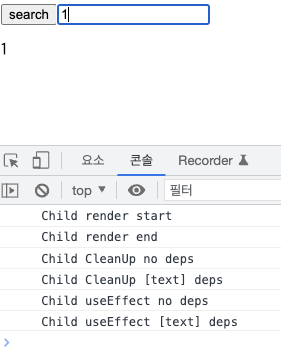 search 1
1
요소 콘솔 Recorder
top ▼ 필터
Child render start
Child render end
Child CleanUp no deps
Child CleanUp [text] deps
Child useEffect no deps
Child useEffect [text] deps